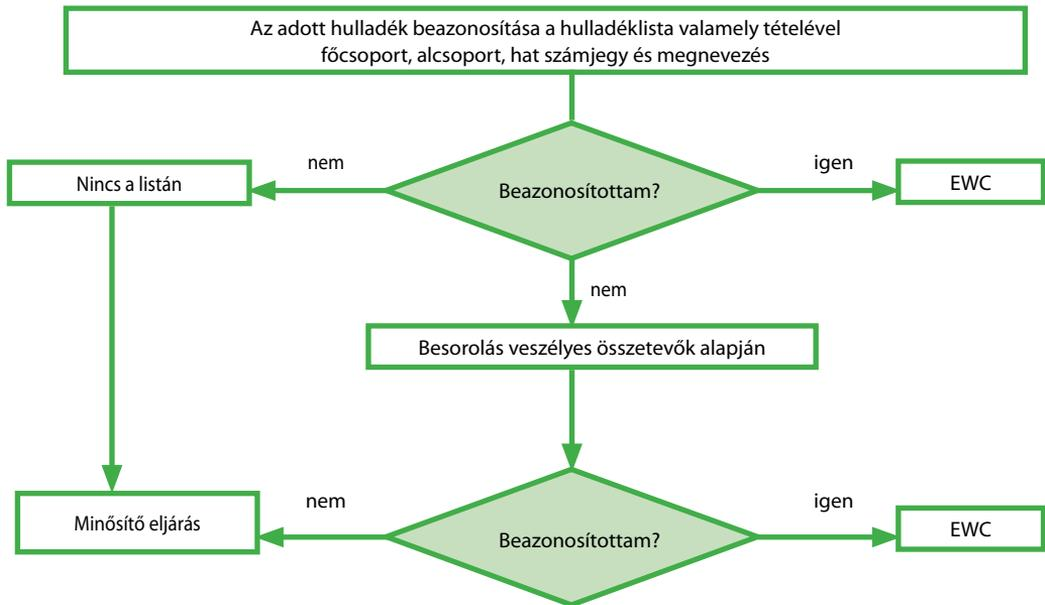 Az adott hulladék beazonosítása a hulladéklista valamely tételével
főcsoport, alcsoport, hat számjegy és megnevezés
nem
igen
Nincs a listán
Beazonosítottam?
EWC
nem
Besorolás veszélyes összetevők alapján
nem
igen
Minősítő eljárás
Beazonosítottam?
EWC